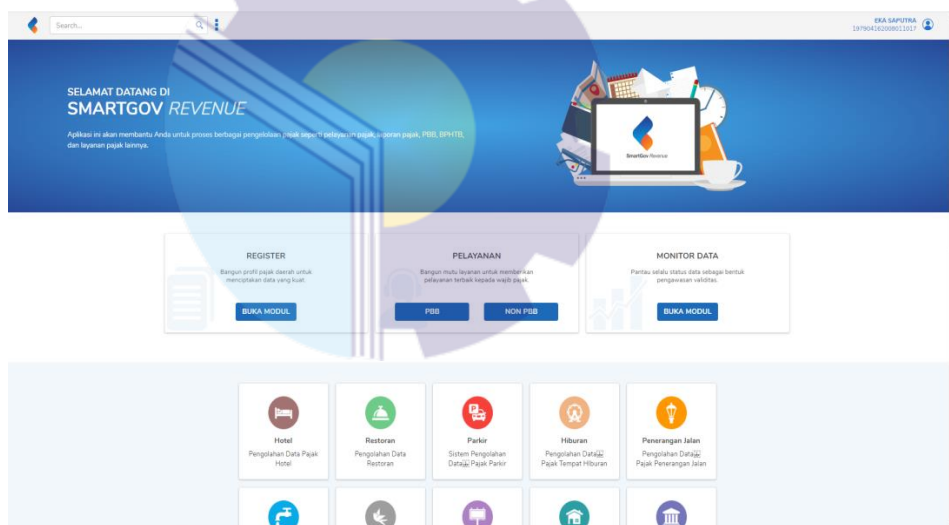 Search...
EKA SAPUTRA
197904162008011017
SELAMAT DATANG DI
SMARTGOV REVENUE
Aplikasi ini akan membantu Anda untuk proses berbagai pengelolaan pajak seperti pelayanan pajak, laporan pajak, PBB, BPHTB,
dan layanan pajak lainnya.
SmartGov Revenue
REGISTER
Bangun profil pajak daerah untuk
menciptakan data yang kuat.
BUKA MODUL
PELAYANAN
Bangun mutu layanan untuk memberikan
pelayanan terbaik kepada wajib pajak.
PBB
NON PBB
MONITOR DATA
Pantau selalu status data sebagai bentuk
pengawasan validitas.
BUKA MODUL
Hotel
Pengolahan Data Pajak
Hotel
Restoran
Pengolahan Data
Restoran
Parkir
Sistem Pengolahan
Data Pajak Parkir
Hiburan
Pengolahan Data
Pajak Tempat Hiburan
Penerangan Jalan
Pengolahan Data
Pajak Penerangan Jalan